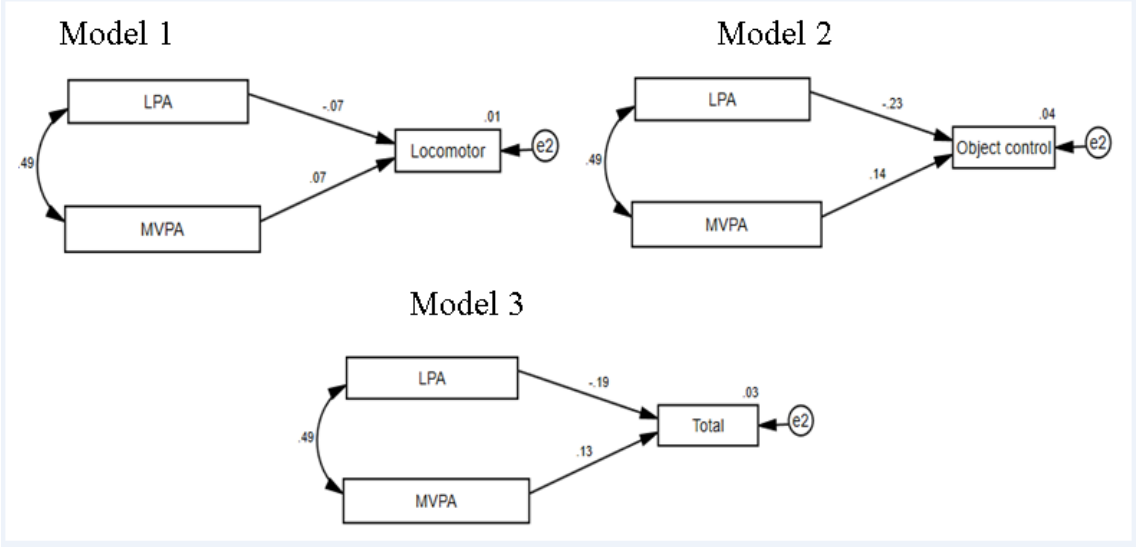 Model 1
LPA
-.07
.01
.49
Locomotor
e2
.07
MVPA
Model 2
LPA
-.23
.04
.49
Object control
e2
.14
MVPA
Model 3
LPA
-.19
.03
.49
Total
e2
.13
MVPA